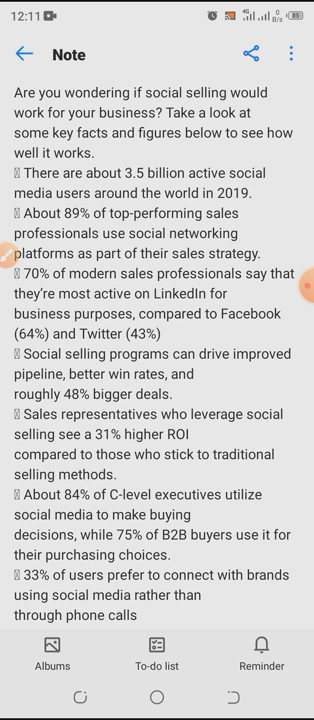 12:11
4G
0
B/s
85
Note
Are you wondering if social selling would
work for your business? Take a look at
some key facts and figures below to see how
well it works.
There are about 3.5 billion active social
media users around the world in 2019.
About 89% of top-performing sales
professionals use social networking
platforms as part of their sales strategy.
70% of modern sales professionals say that
they're most active on LinkedIn for
business purposes, compared to Facebook
(64%) and Twitter (43%)
Social selling programs can drive improved
pipeline, better win rates, and
roughly 48% bigger deals.
Sales representatives who leverage social
selling see a 31% higher ROI
compared to those who stick to traditional
selling methods.
About 84% of C-level executives utilize
social media to make buying
decisions, while 75% of B2B buyers use it for
their purchasing choices.
33% of users prefer to connect with brands
using social media rather than
through phone calls
Albums To-do list Reminder